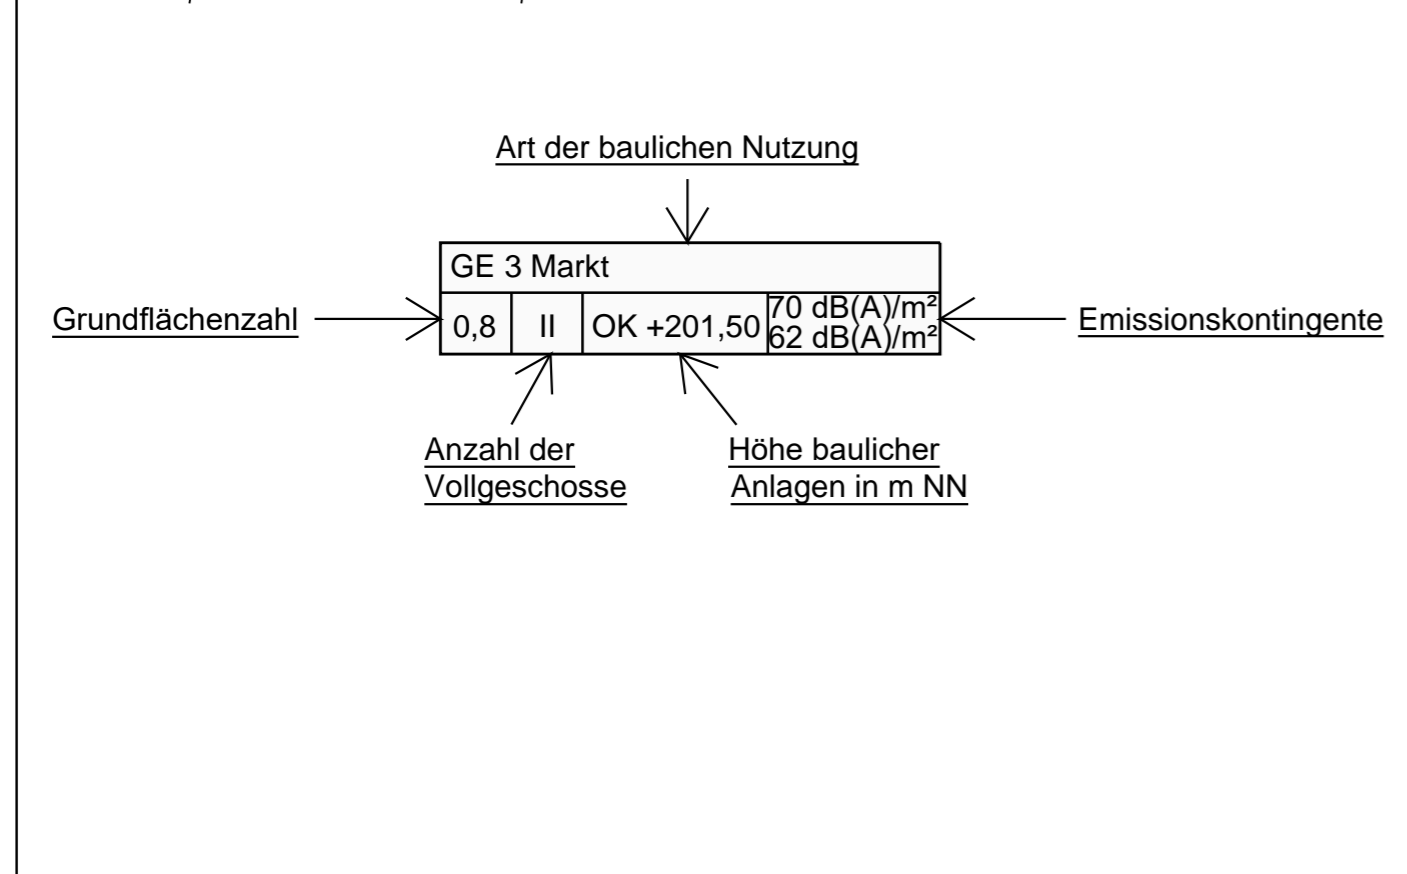 Art der baulichen Nutzung
GE 3 Markt
Grundflächenzahl
0,8
II
OK +201,50
70 dB(A)/m²
62 dB(A)/m²
Emissionskontingente
Anzahl der
Vollgeschosse
Höhe baulicher
Anlagen in m NN